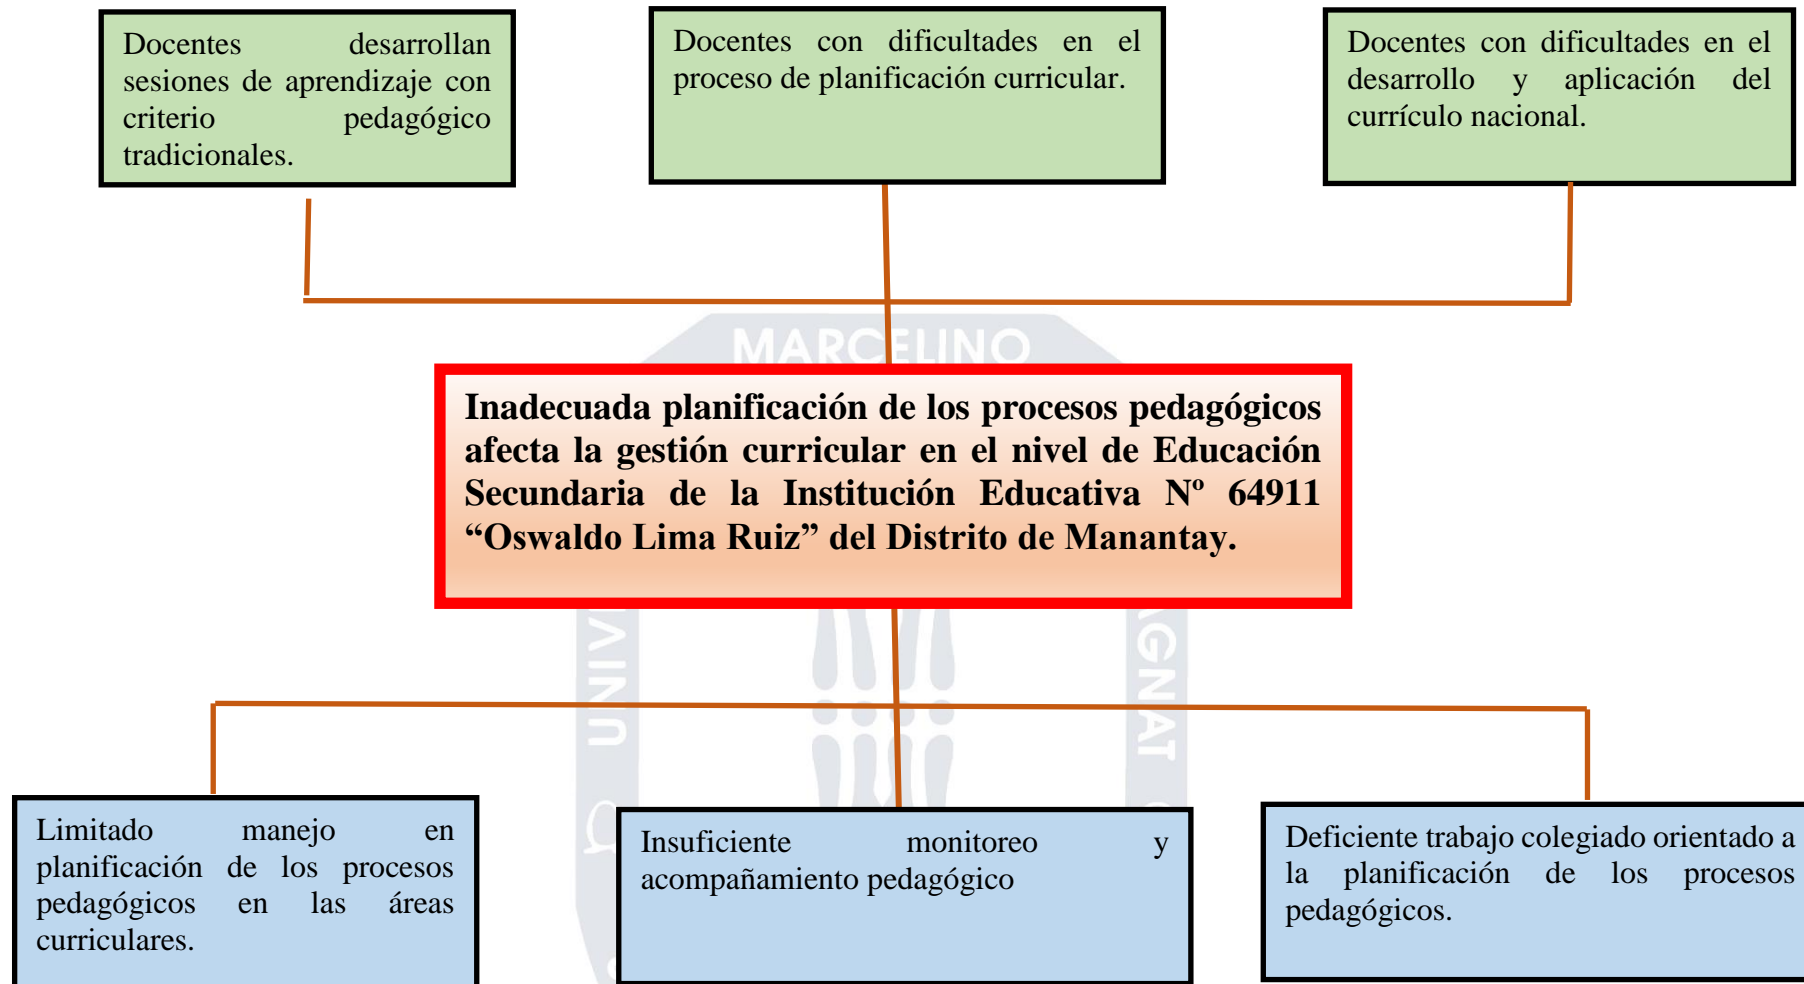 Docentes desarrollan
sesiones de aprendizaje con
criterio pedagógico
tradicionales.
Docentes con dificultades en el
proceso de planificación curricular.
Docentes con dificultades en el
desarrollo y aplicación del
currículo nacional.
MARCELINO
Inadecuada planificación de los procesos pedagógicos
afecta la gestión curricular en el nivel de Educación
Secundaria de la Institución Educativa Nº 64911
“Oswaldo Lima Ruiz” del Distrito de Manantay.
Limitado manejo en
planificación de los procesos
pedagógicos en las áreas
curriculares.
Insuficiente monitoreo y
acompañamiento pedagógico
Deficiente trabajo colegiado orientado a
la planificación de los procesos
pedagógicos.